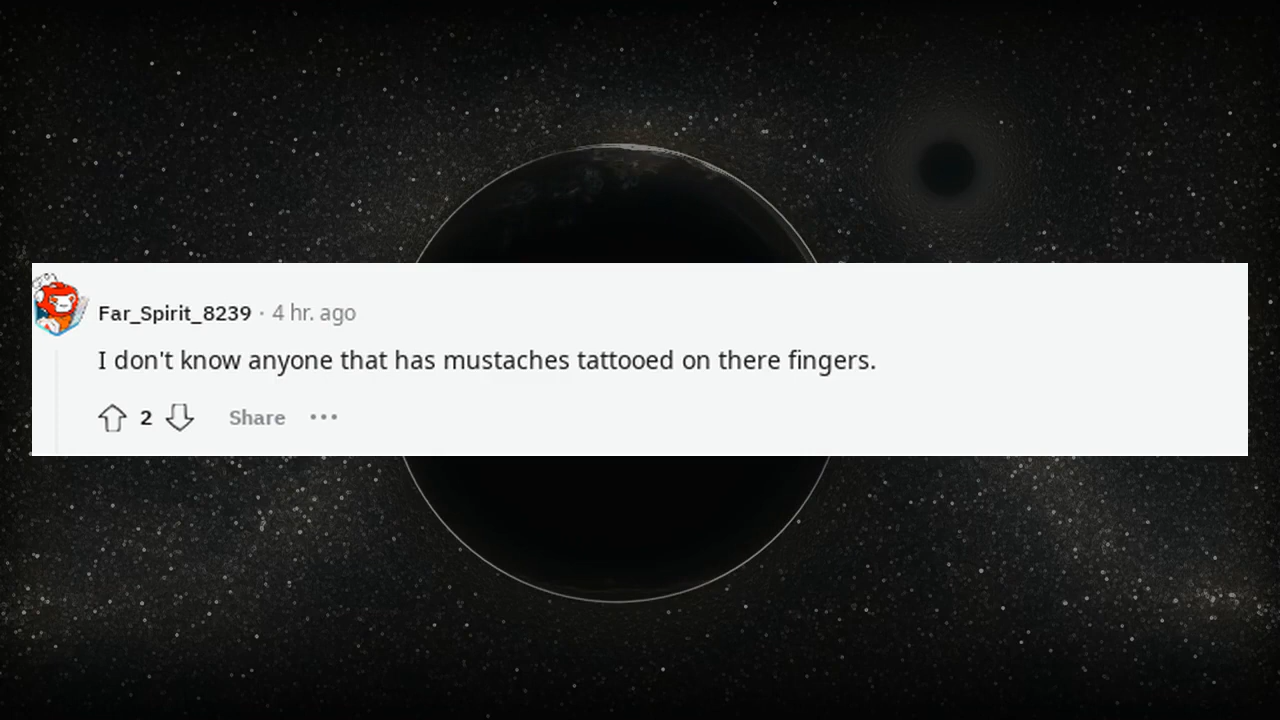 Far_Spirit_8239 · 4 hr. ago
I don't know anyone that has mustaches tattooed on there fingers.
2 Share ...